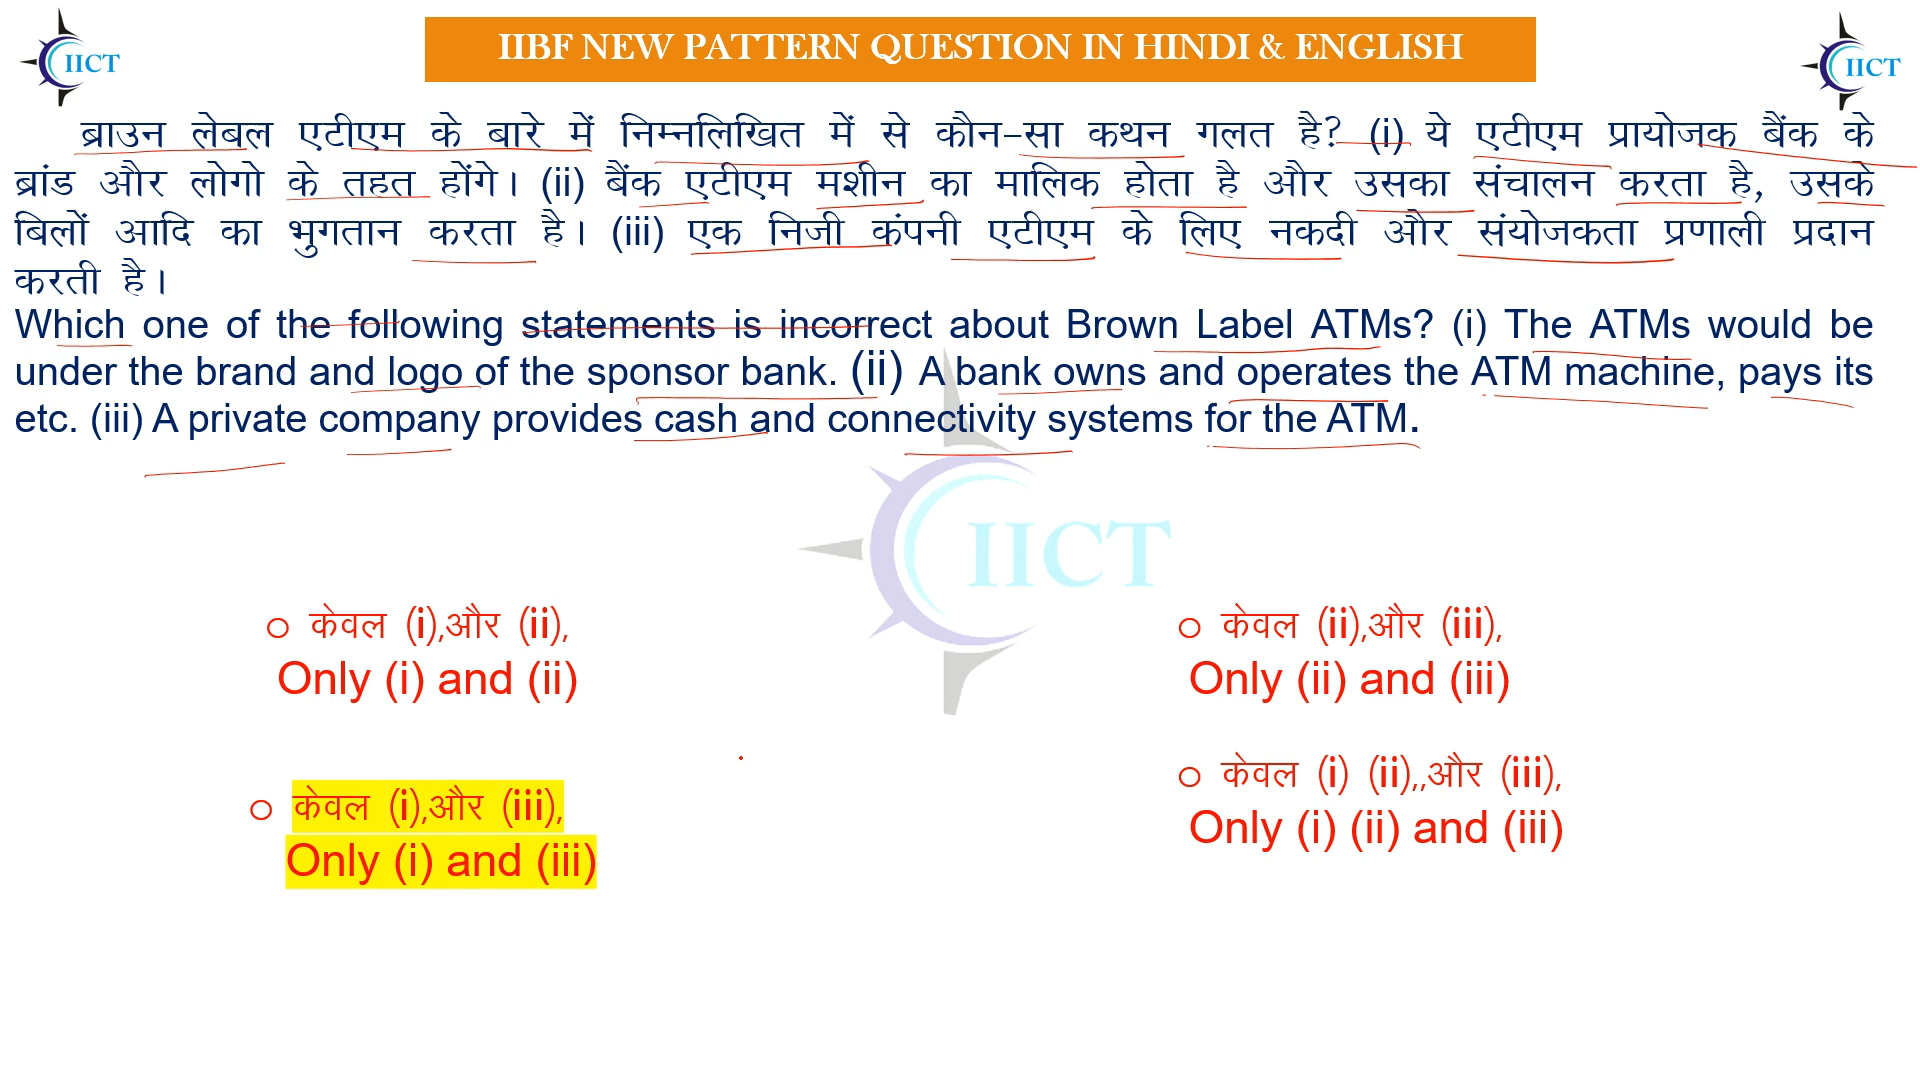 IICT
IIBF NEW PATTERN QUESTION IN HINDI & ENGLISH
IICT
ब्राउन लेबल एटीएम के बारे में निम्नलिखित में से कौन-सा कथन गलत है? (i) ये एटीएम प्रायोजक बैंक के
ब्रांड और लोगो के तहत होंगे। (ii) बैंक एटीएम मशीन का मालिक होता है और उसका संचालन करता है, उसके
बिलों आदि का भुगतान करता है। (iii) एक निजी कंपनी एटीएम के लिए नकदी और संयोजकता प्रणाली प्रदान
करती है।
Which one of the following statements is incorrect about Brown Label ATMs? (i) The ATMs would be
under the brand and logo of the sponsor bank. (ii) A bank owns and operates the ATM machine, pays its
etc. (iii) A private company provides cash and connectivity systems for the ATM.
IICT
केवल (i),और (ii),
Only (i) and (ii)
केवल (ii),और (iii),
Only (ii) and (iii)
केवल (i),और (iii),
Only (i) and (iii)
केवल (i) (ii),,और (iii),
Only (i) (ii) and (iii)